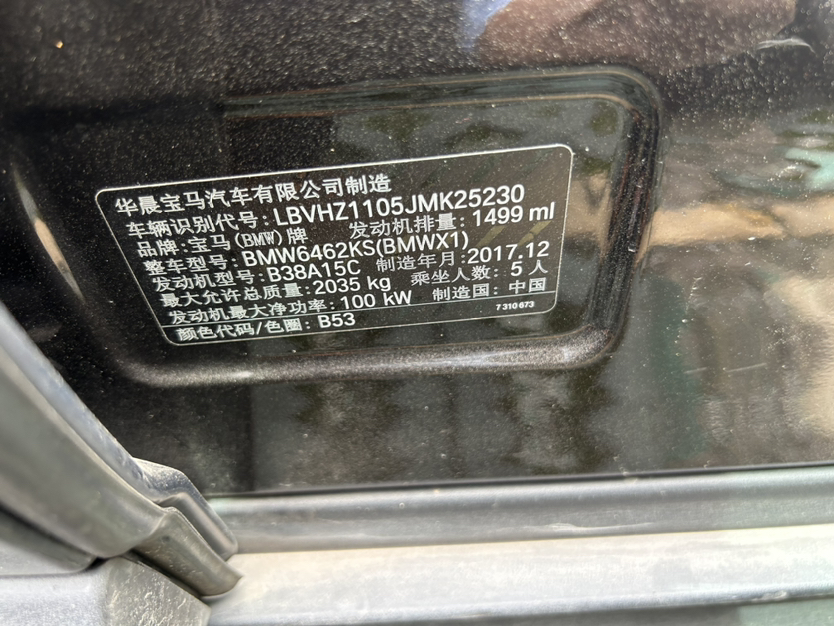 华晨宝马汽车有限公司制造
车辆识别代号: LBVHZ1105JMK25230
品牌: 宝马(BMW)牌 发动机排量: 1499 ml
整车型号: BMW6462KS(BMWX1)
发动机型号: B38A15C 制造年月: 2017.12
最大允许总质量: 2035 kg 乘坐人数: 5 人
发动机最大净功率: 100 kW 制造国: 中国
颜色代码/色圈: B53 7 310 673